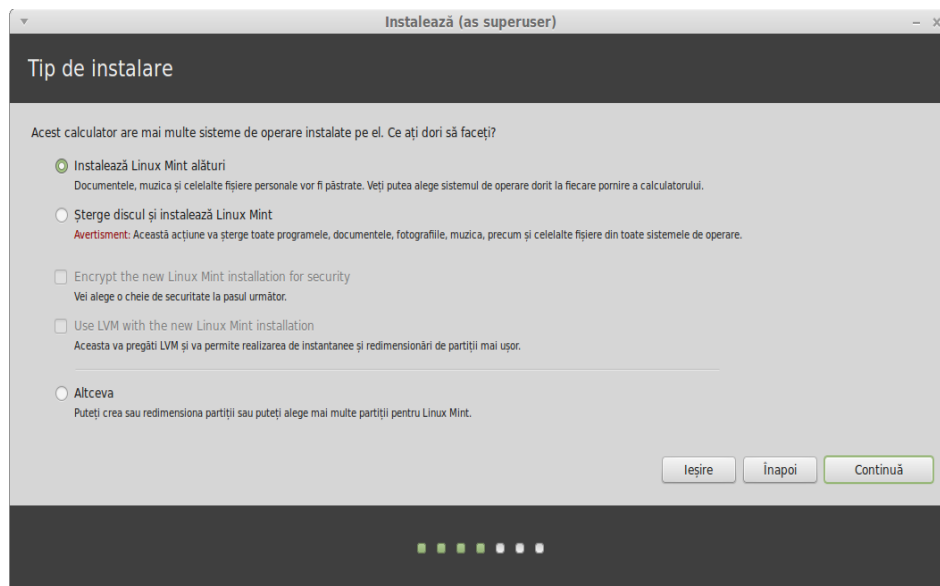 Instalează (as superuser)
Tip de instalare
Acest calculator are mai multe sisteme de operare instalate pe el. Ce ați dori să faceți?
Instalează Linux Mint alături
Documentele, muzica și celelalte fișiere personale vor fi păstrate. Veți putea alege sistemul de operare dorit la fiecare pornire a calculatorului.
Șterge discul și instalează Linux Mint
Avertisment: Această acțiune va șterge toate programele, documentele, fotografiile, muzica, precum și celelalte fișiere din toate sistemele de operare.
Encrypt the new Linux Mint installation for security
Vei alege o cheie de securitate la pasul următor.
Use LVM with the new Linux Mint installation
Aceasta va pregăti LVM și va permite realizarea de instantanee și redimensionări de partiții mai ușor.
Altceva
Puteți crea sau redimensiona partiții sau puteți alege mai multe partiții pentru Linux Mint.
Ieșire Înapoi Continuă